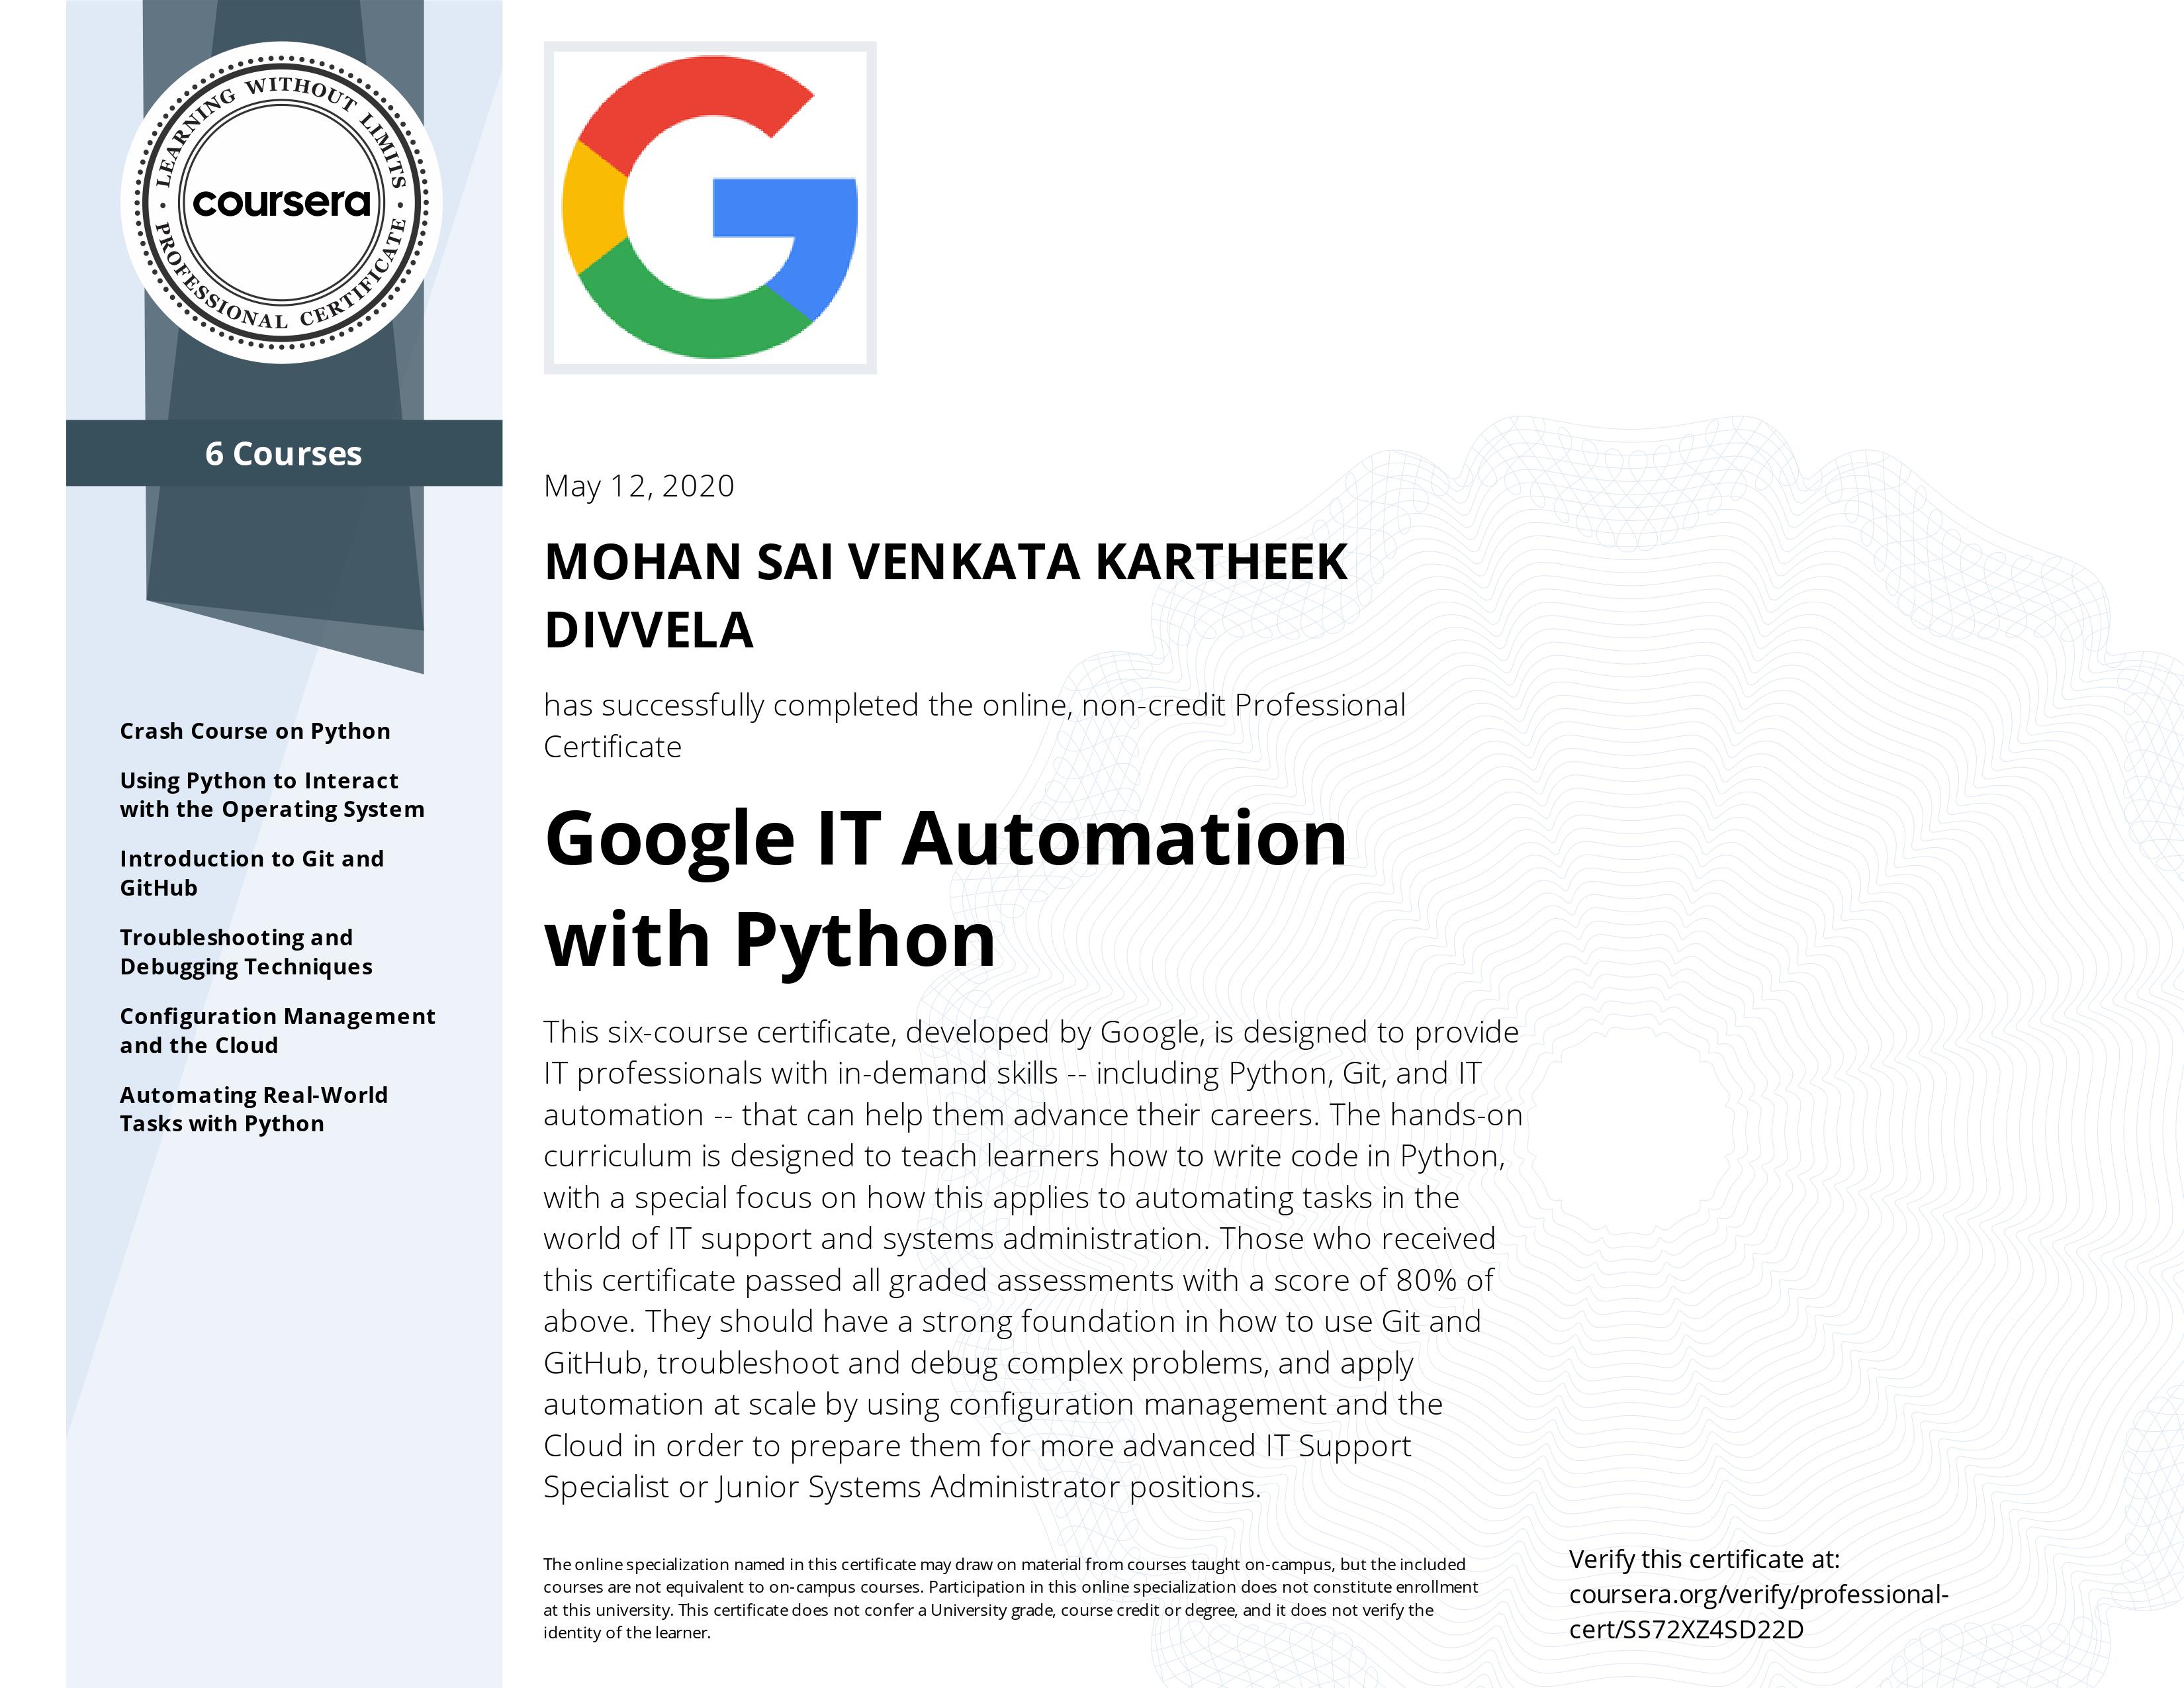 LEARNING WITHOUT LIMITS
coursera
PROFESSIONAL CERTIFICATE
6 Courses
Crash Course on Python
Using Python to Interact
with the Operating System
Introduction to Git and
GitHub
Troubleshooting and
Debugging Techniques
Configuration Management
and the Cloud
Automating Real-World
Tasks with Python
May 12, 2020
MOHAN SAI VENKATA KARTHEEK
DIVVELA
has successfully completed the online, non-credit Professional
Certificate
Google IT Automation
with Python
This six-course certificate, developed by Google, is designed to provide
IT professionals with in-demand skills -- including Python, Git, and IT
automation -- that can help them advance their careers. The hands-on
curriculum is designed to teach learners how to write code in Python,
with a special focus on how this applies to automating tasks in the
world of IT support and systems administration. Those who received
this certificate passed all graded assessments with a score of 80% of
above. They should have a strong foundation in how to use Git and
GitHub, troubleshoot and debug complex problems, and apply
automation at scale by using configuration management and the
Cloud in order to prepare them for more advanced IT Support
Specialist or Junior Systems Administrator positions.
The online specialization named in this certificate may draw on material from courses taught on-campus, but the included
courses are not equivalent to on-campus courses. Participation in this online specialization does not constitute enrollment
at this university. This certificate does not confer a University grade, course credit or degree, and it does not verify the
identity of the learner.
Verify this certificate at:
coursera.org/verify/professional-
cert/SS72XZ4SD22D